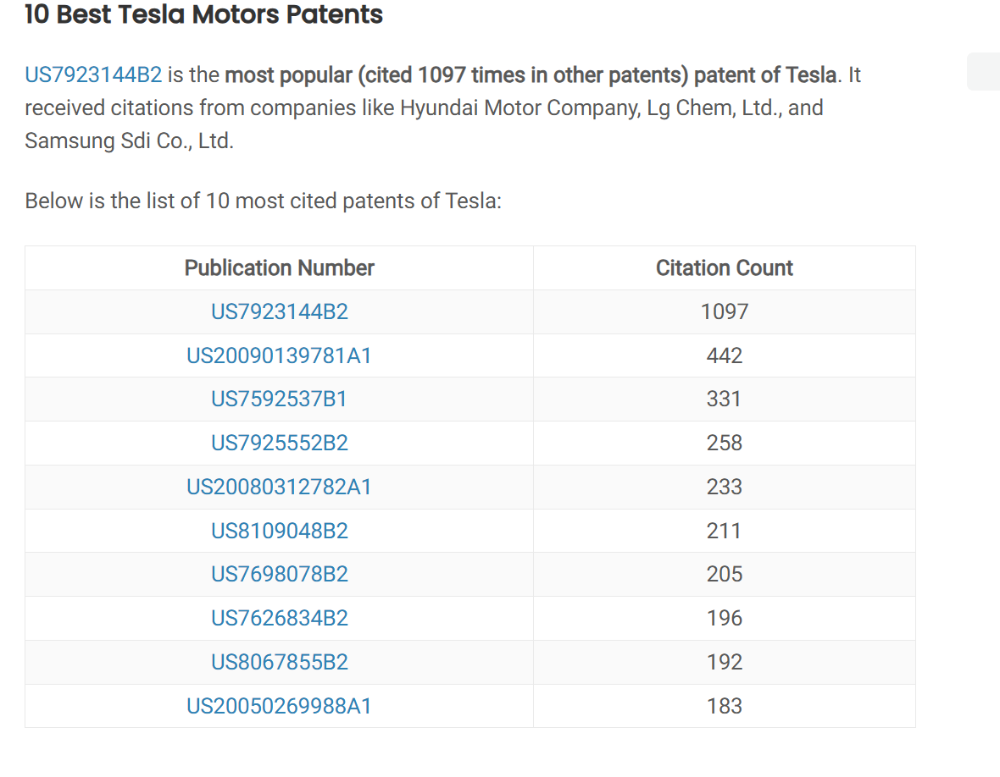 10 Best Tesla Motors Patents
US7923144B2 is the most popular (cited 1097 times in other patents) patent of Tesla. It
received citations from companies like Hyundai Motor Company, Lg Chem, Ltd., and
Samsung Sdi Co., Ltd.
Below is the list of 10 most cited patents of Tesla:
Publication Number Citation Count
US7923144B2 1097
US20090139781A1 442
US7592537B1 331
US7925552B2 258
US20080312782A1 233
US8109048B2 211
US7698078B2 205
US7626834B2 196
US8067855B2 192
US20050269988A1 183